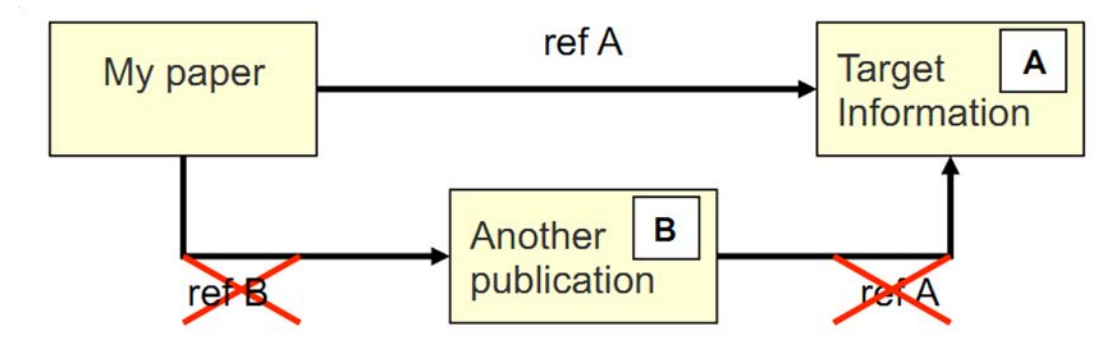 ref A
My paper
Target
Information
A
Another
publication
B
ref B
ref A